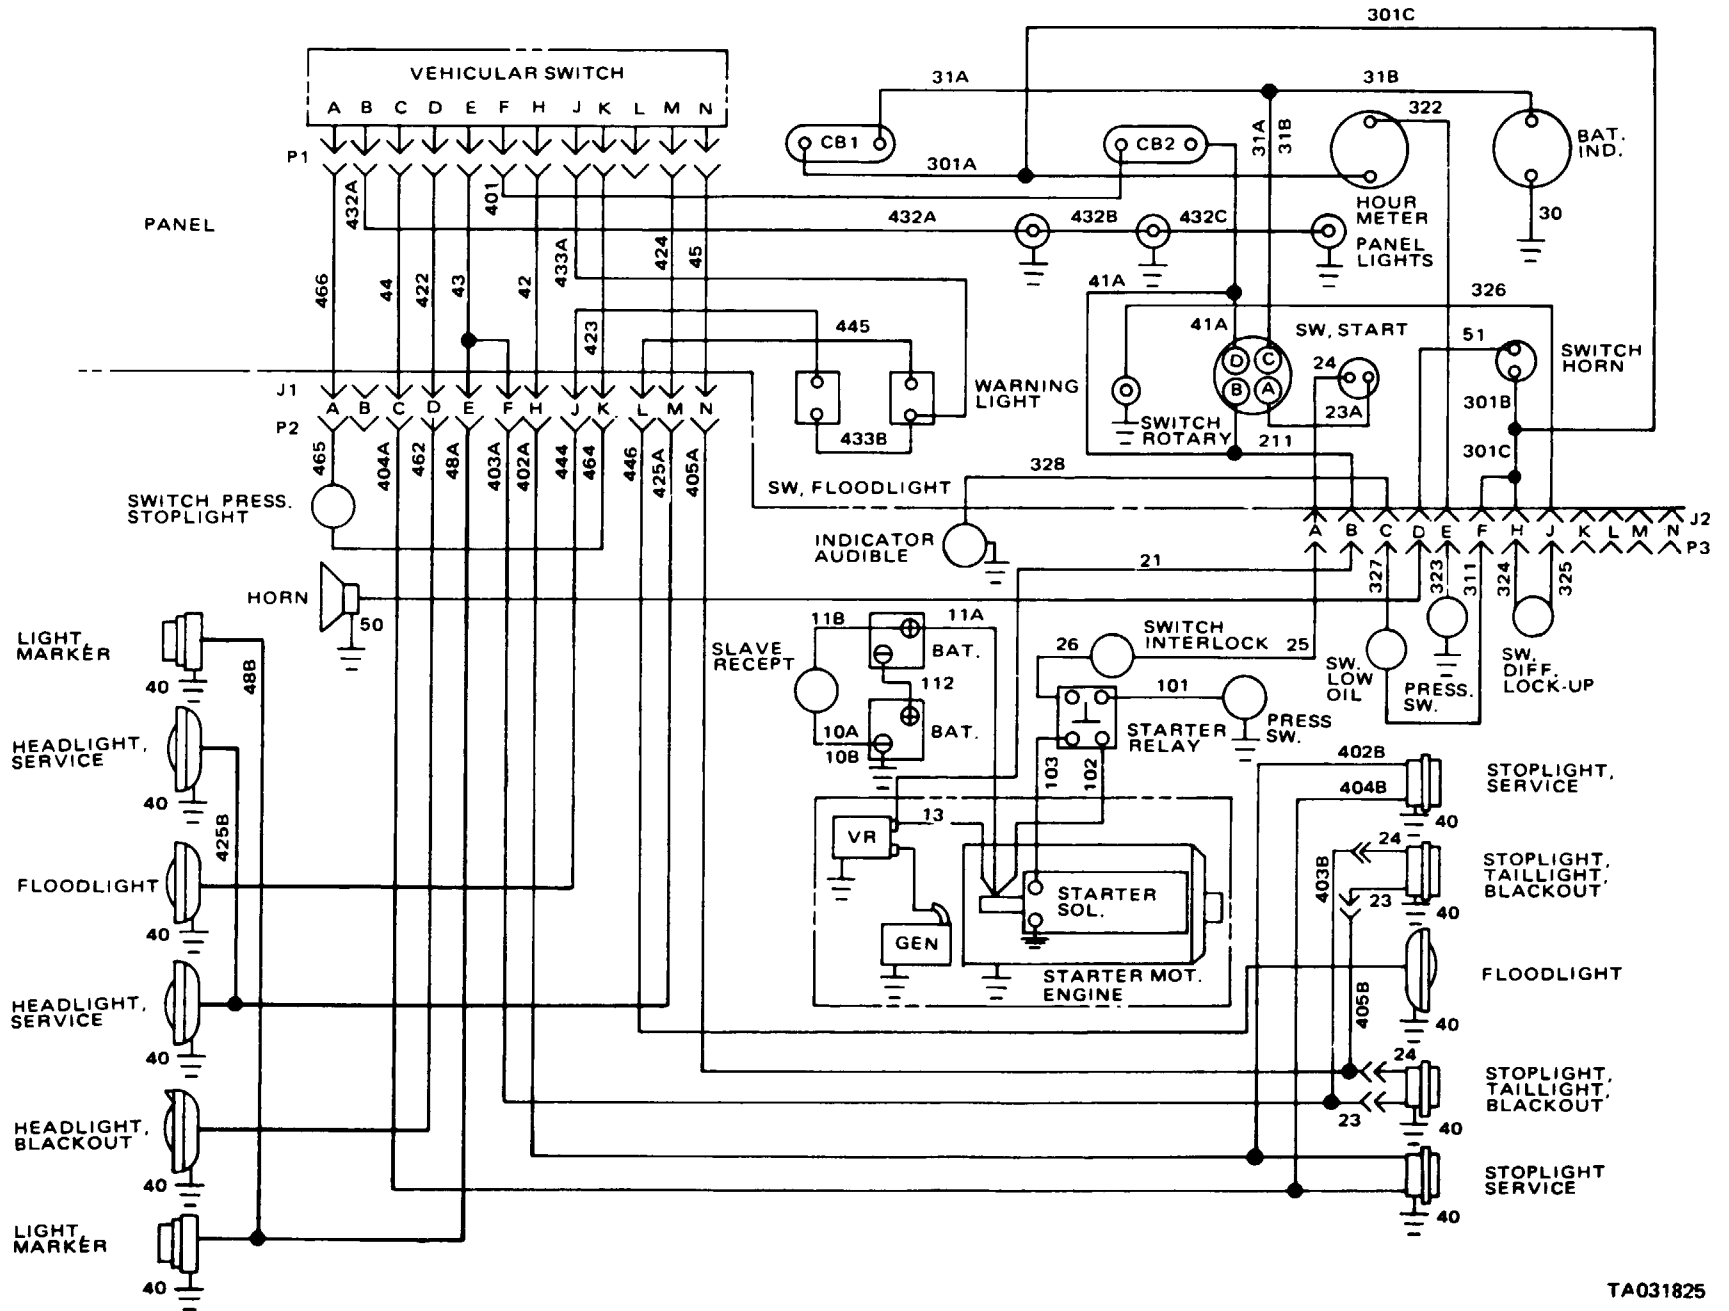 301C
VEHICULAR SWITCH
A B C D E F H J K L M N
P1
31A
31B
322
CB1
CB2
31A
31B
BAT.
IND.
301A
HOUR
METER
30
PANEL
432A
401
432A
432B
432C
PANEL
LIGHTS
466
44
422
43
42
433A
424
45
423
445
41A
41A
326
SW, START
51
SWITCH
HORN
D C
B A
24
23A
301B
211
301C
J1
A B C D E F H J K L M N
P2
WARNING
LIGHT
433B
SWITCH
ROTARY
328
465
404A
462
48A
403A
402A
444
464
446
425A
405A
SW, FLOODLIGHT
SWITCH PRESS.
STOPLIGHT
INDICATOR
AUDIBLE
A B C D E F H J K L M N
J2
P3
21
327
323
311
324
325
HORN
50
LIGHT,
MARKER
40
48B
11B
11A
BAT.
SLAVE
RECEPT
112
10A
10B
BAT.
SWITCH
INTERLOCK
26
25
101
STARTER
RELAY
PRESS
SW.
103
102
SW.
LOW
OIL
PRESS.
SW.
SW.
DIFF.
LOCK-UP
HEADLIGHT,
SERVICE
40
425B
402B
404B
STOPLIGHT,
SERVICE
40
VR
13
STARTER
SOL.
GEN
STARTER MOT.
ENGINE
FLOODLIGHT
40
24
403B
23
STOPLIGHT,
TAILLIGHT,
BLACKOUT
40
FLOODLIGHT
40
405B
HEADLIGHT,
SERVICE
40
24
23
STOPLIGHT,
TAILLIGHT,
BLACKOUT
40
HEADLIGHT,
BLACKOUT
40
STOPLIGHT
SERVICE
40
LIGHT,
MARKER
40
TA031825